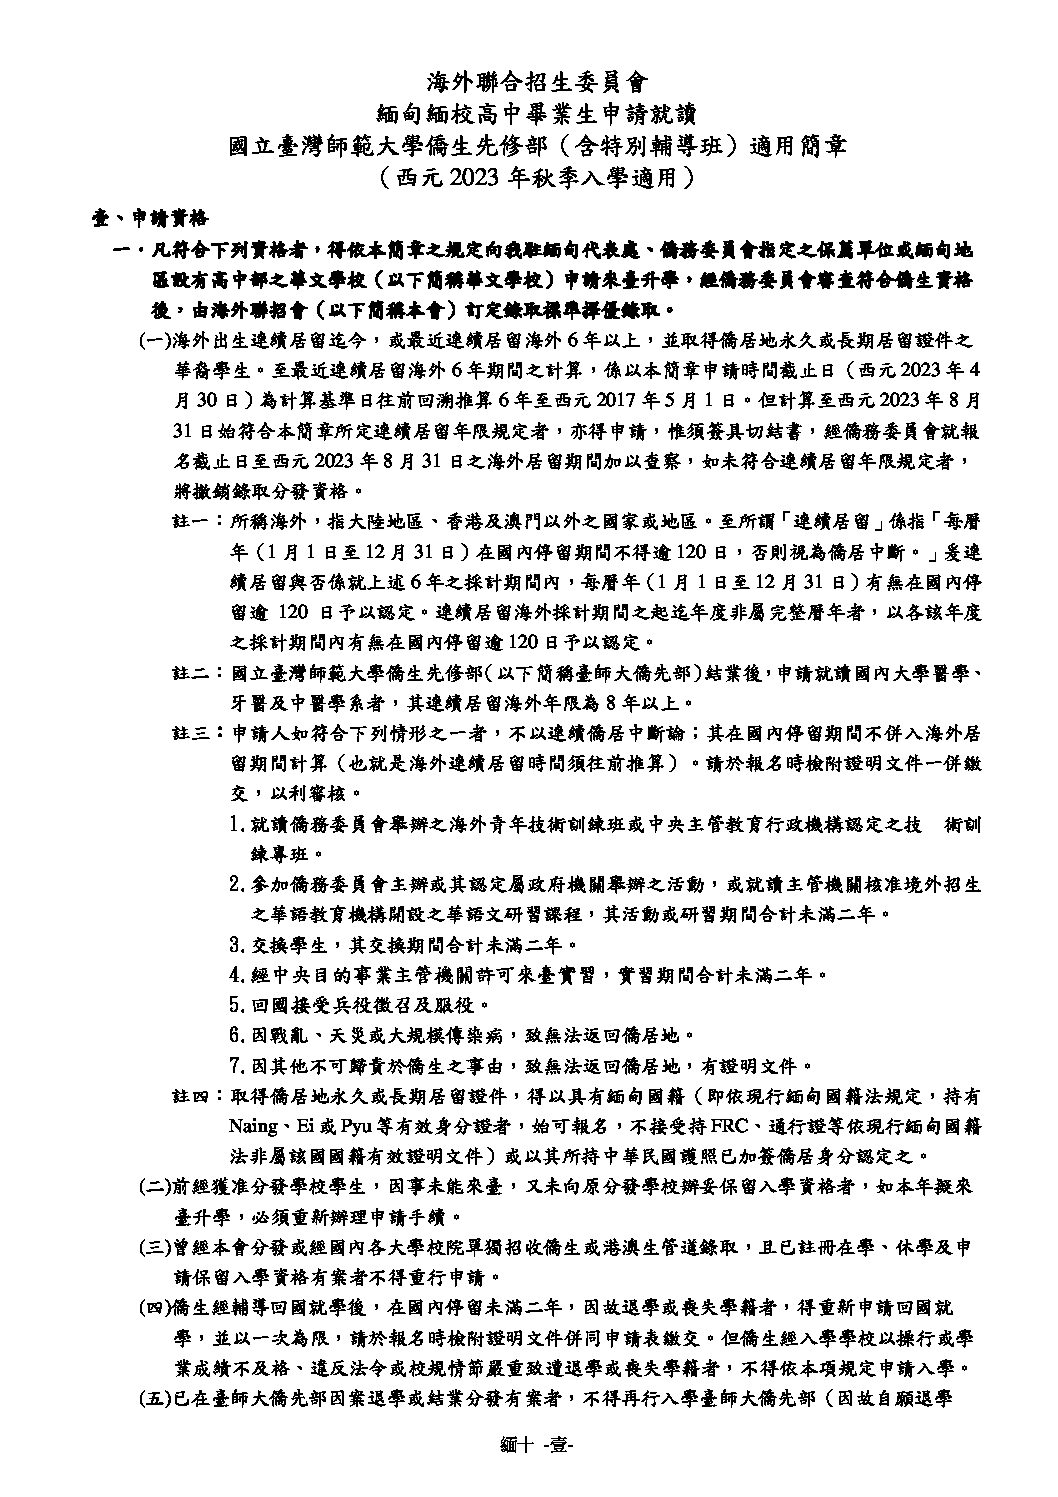 海外聯合招生委員會
緬甸緬校高中畢業生申請就讀
國立臺灣師範大學僑生先修部（含特別輔導班）適用簡章
（西元 2023 年秋季入學適用）
壹、申請資格
一．凡符合下列資格者，得依本簡章之規定向我駐緬甸代表處、僑務委員會指定之保薦單位或緬甸地
區設有高中部之華文學校（以下簡稱華文學校）申請來臺升學，經僑務委員會審查符合僑生資格
後，由海外聯招會（以下簡稱本會）訂定錄取標準擇優錄取。
(一)海外出生連續居留迄今，或最近連續居留海外 6 年以上，並取得僑居地永久或長期居留證件之
華裔學生。至最近連續居留海外 6 年期間之計算，係以本簡章申請時間截止日（西元 2023 年 4
月 30 日）為計算基準日往前回溯推算 6 年至西元 2017 年 5 月 1 日。但計算至西元 2023 年 8 月
31 日始符合本簡章所定連續居留年限規定者，亦得申請，惟須簽具切結書，經僑務委員會就報
名截止日至西元 2023 年 8 月 31 日之海外居留期間加以查察，如未符合連續居留年限規定者，
將撤銷錄取分發資格。
註一：所稱海外，指大陸地區、香港及澳門以外之國家或地區。至所謂「連續居留」係指「每曆
年（1 月 1 日至 12 月 31 日）在國內停留期間不得逾 120 日，否則視為僑居中斷。」爰連
續居留與否係就上述 6 年之採計期間內，每曆年（1 月 1 日至 12 月 31 日）有無在國內停
留逾 120 日予以認定。連續居留海外採計期間之起迄年度非屬完整曆年者，以各該年度
之採計期間內有無在國內停留逾 120 日予以認定。
註二：國立臺灣師範大學僑生先修部（以下簡稱臺師大僑先部）結業後，申請就讀國內大學醫學、
牙醫及中醫學系者，其連續居留海外年限為 8 年以上。
註三：申請人如符合下列情形之一者，不以連續僑居中斷論；其在國內停留期間不併入海外居
留期間計算（也就是海外連續居留時間須往前推算）。請於報名時檢附證明文件一併繳
交，以利審核。
1. 就讀僑務委員會舉辦之海外青年技術訓練班或中央主管教育行政機構認定之技　術訓
練專班。
2. 參加僑務委員會主辦或其認定屬政府機關舉辦之活動，或就讀主管機關核准境外招生
之華語教育機構開設之華語文研習課程，其活動或研習期間合計未滿二年。
3. 交換學生，其交換期間合計未滿二年。
4. 經中央目的事業主管機關許可來臺實習，實習期間合計未滿二年。
5. 回國接受兵役徵召及服役。
6. 因戰亂、天災或大規模傳染病，致無法返回僑居地。
7. 因其他不可歸責於僑生之事由，致無法返回僑居地，有證明文件。
註四：取得僑居地永久或長期居留證件，得以具有緬甸國籍（即依現行緬甸國籍法規定，持有
Naing、Ei 或 Pyu 等有效身分證者，始可報名，不接受持 FRC、通行證等依現行緬甸國籍
法非屬該國國籍有效證明文件）或以其所持中華民國護照已加簽僑居身分認定之。
(二)前經獲准分發學校學生，因事未能來臺，又未向原分發學校辦妥保留入學資格者，如本年擬來
臺升學，必須重新辦理申請手續。
(三)曾經本會分發或經國內各大學校院單獨招收僑生或港澳生管道錄取，且已註冊在學、休學及申
請保留入學資格有案者不得重行申請。
(四)僑生經輔導回國就學後，在國內停留未滿二年，因故退學或喪失學籍者，得重新申請回國就
學，並以一次為限，請於報名時檢附證明文件併同申請表繳交。但僑生經入學學校以操行或學
業成績不及格、違反法令或校規情節嚴重致遭退學或喪失學籍者，不得依本項規定申請入學。
(五)已在臺師大僑先部因案退學或結業分發有案者，不得再行入學臺師大僑先部（因故自願退學
緬十 -壹-